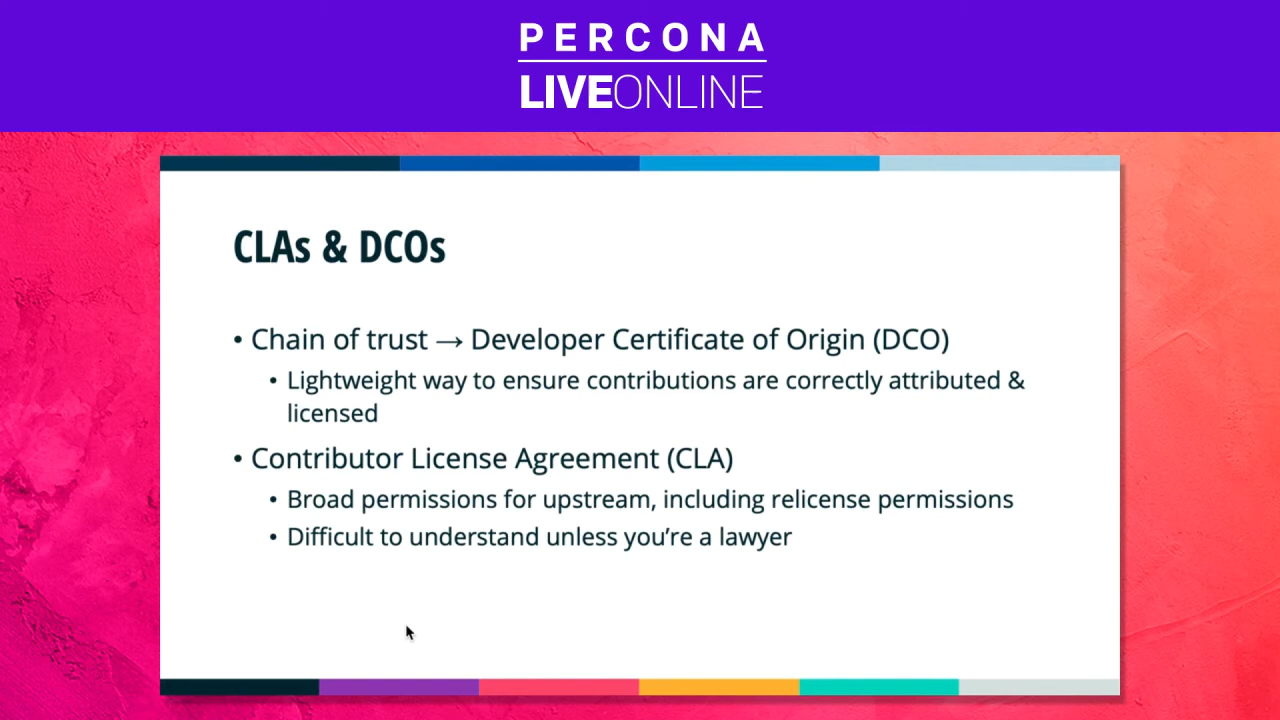 PERCONA
LIVEONLINE
CLAs & DCOs
• Chain of trust → Developer Certificate of Origin (DCO)
• Lightweight way to ensure contributions are correctly attributed &
licensed
• Contributor License Agreement (CLA)
• Broad permissions for upstream, including relicense permissions
• Difficult to understand unless you’re a lawyer